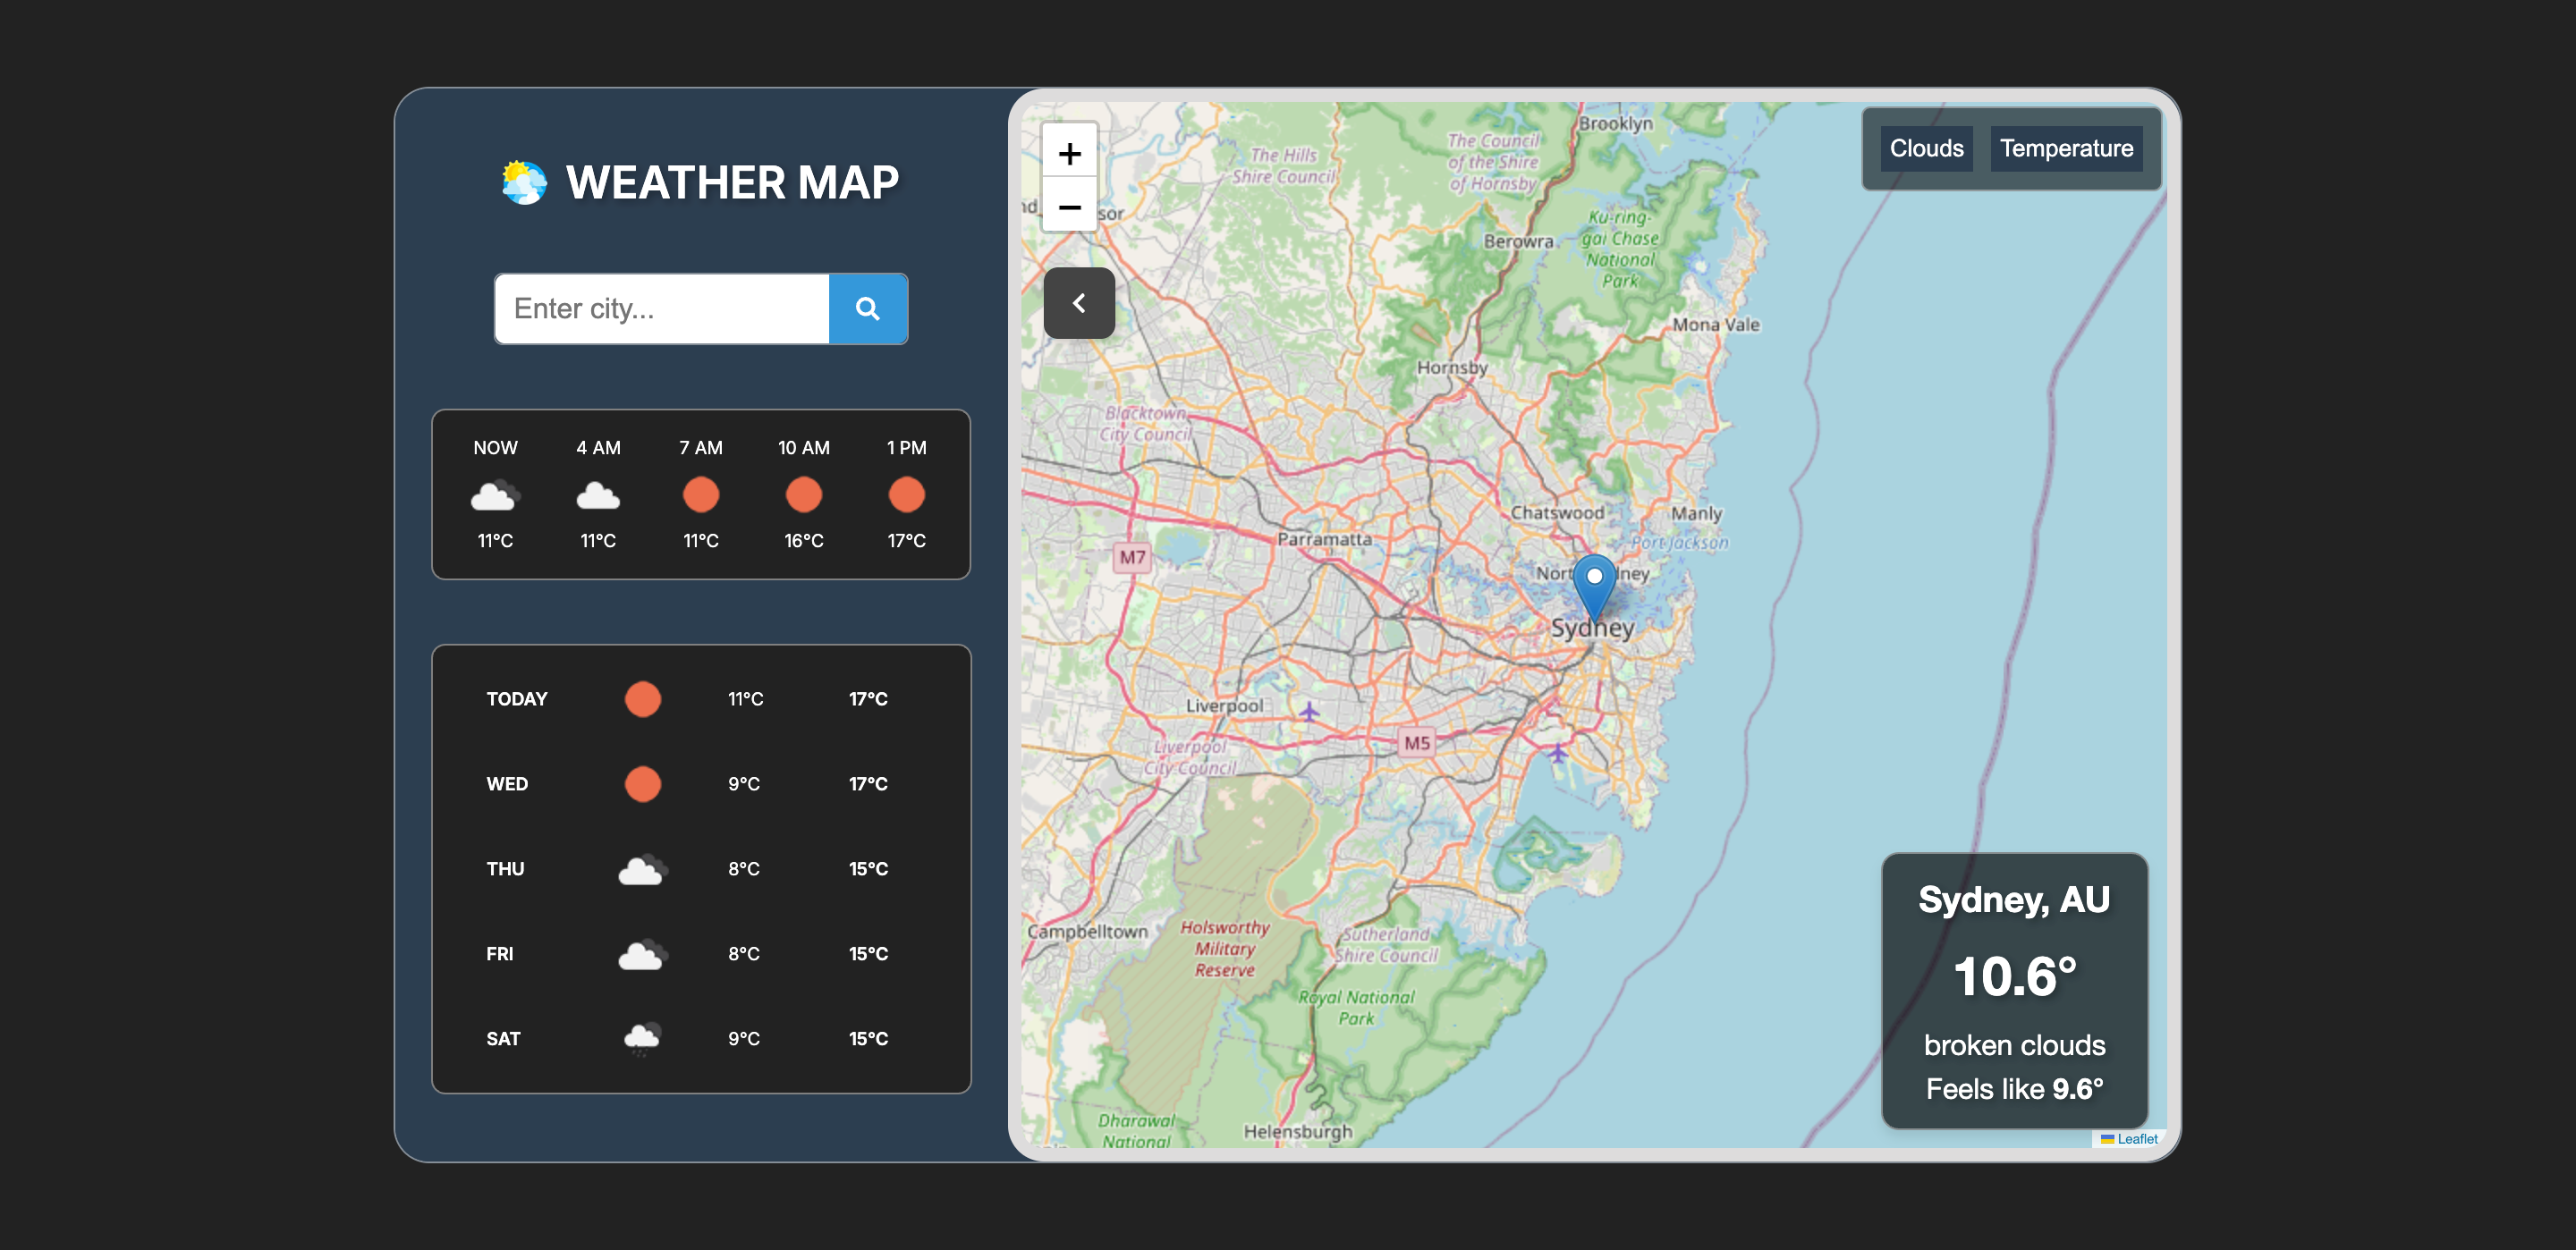 WEATHER MAP
Enter city...
NOW 4 AM 7 AM 10 AM 1 PM
11°C 11°C 11°C 16°C 17°C
TODAY 11°C 17°C
WED 9°C 17°C
THU 8°C 15°C
FRI 8°C 15°C
SAT 9°C 15°C
+
−
Clouds Temperature
Brooklyn
The Hills
Shire Council
The Council
of the Shire
of Hornsby
Berowra
Ku-ring-
gai Chase
National
Park
Mona Vale
Hornsby
Blacktown
City Council
Chatswood
Manly
Parramatta
Port Jackson
M7
Sydney
Liverpool
M5
Liverpool
City Council
Campbelltown
Holsworthy
Military
Reserve
Sutherland
Shire Council
Royal National
Park
Dharawal
National
Helensburgh
Sydney, AU
10.6°
broken clouds
Feels like 9.6°
Leaflet